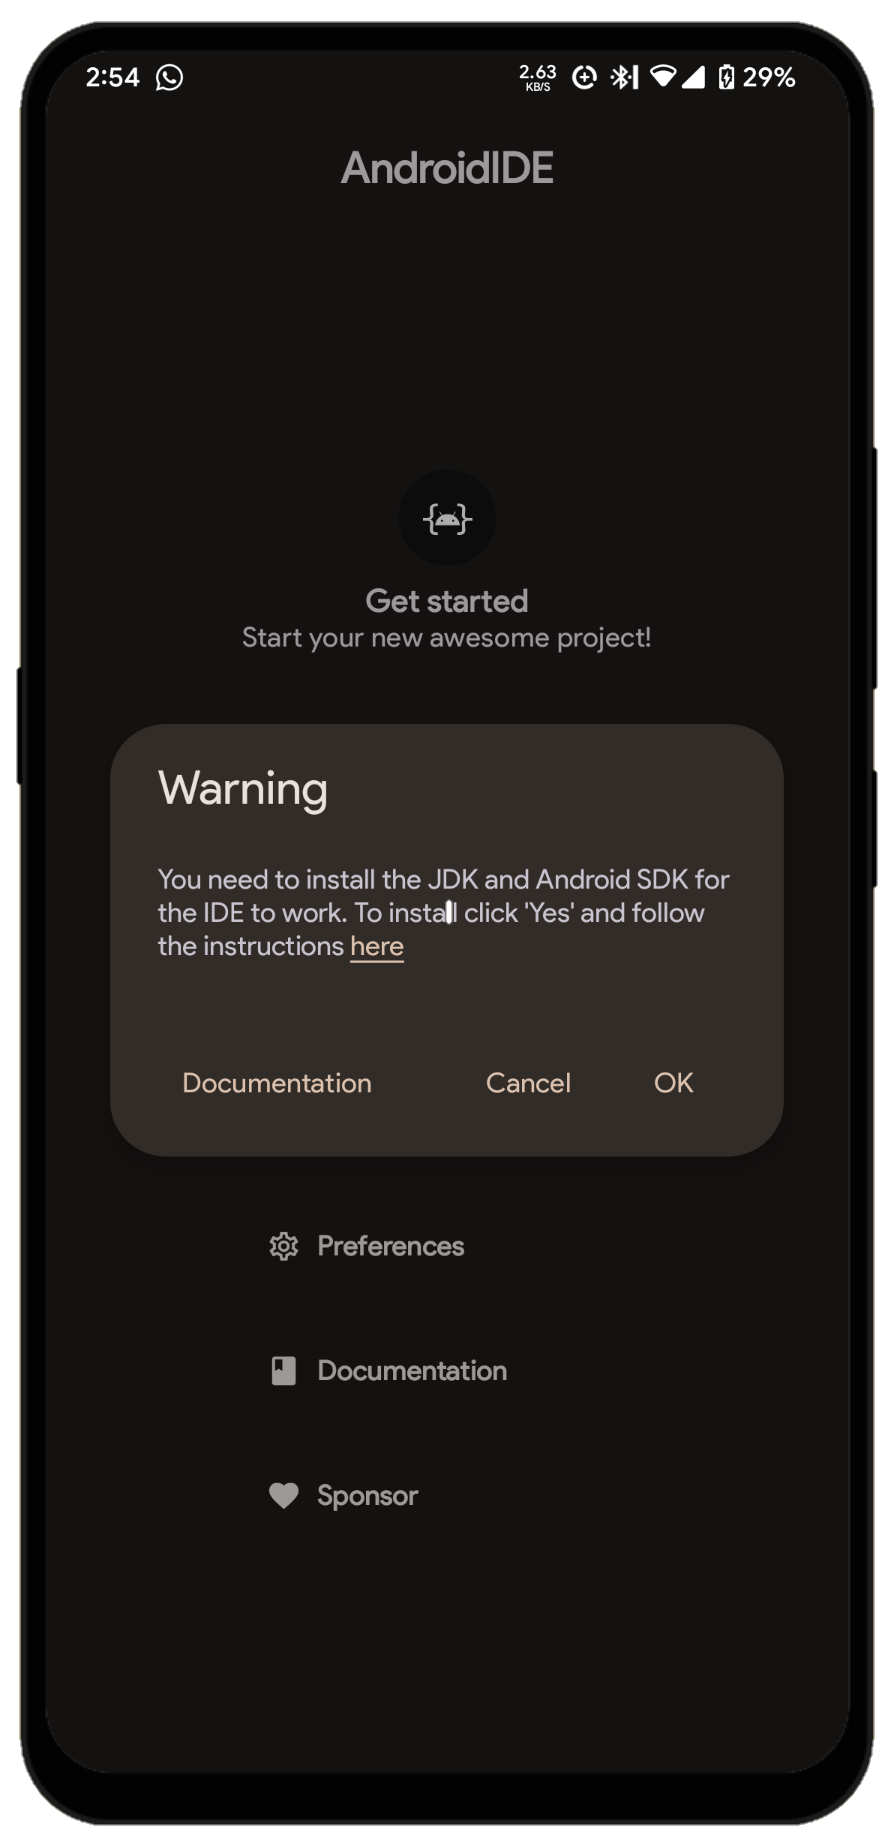 2:54 2.63 KB/S 29%
AndroidIDE
Get started
Start your new awesome project!
Warning
You need to install the JDK and Android SDK for
the IDE to work. To install click 'Yes' and follow
the instructions here
Documentation Cancel OK
Preferences
Documentation
Sponsor